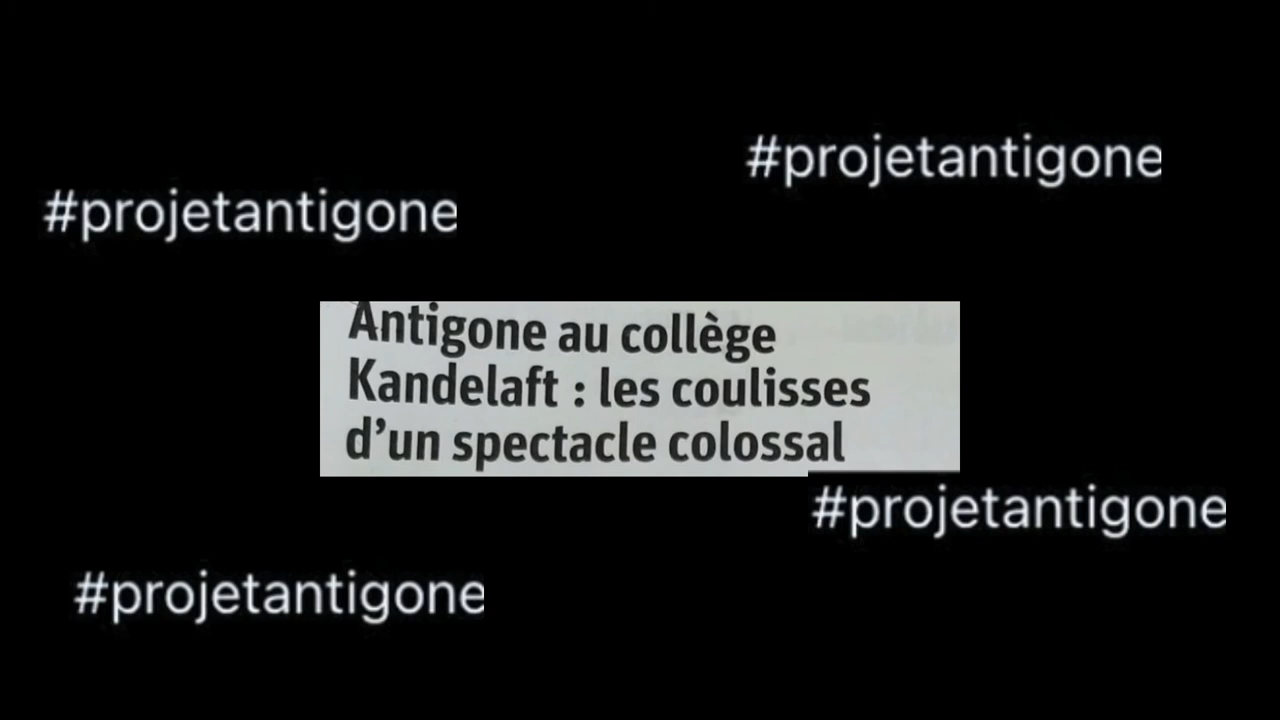 #projetantigone
#projetantigone
Antigone au collège
Kandelaft : les coulisses
d'un spectacle colossal
#projetantigone
#projetantigone